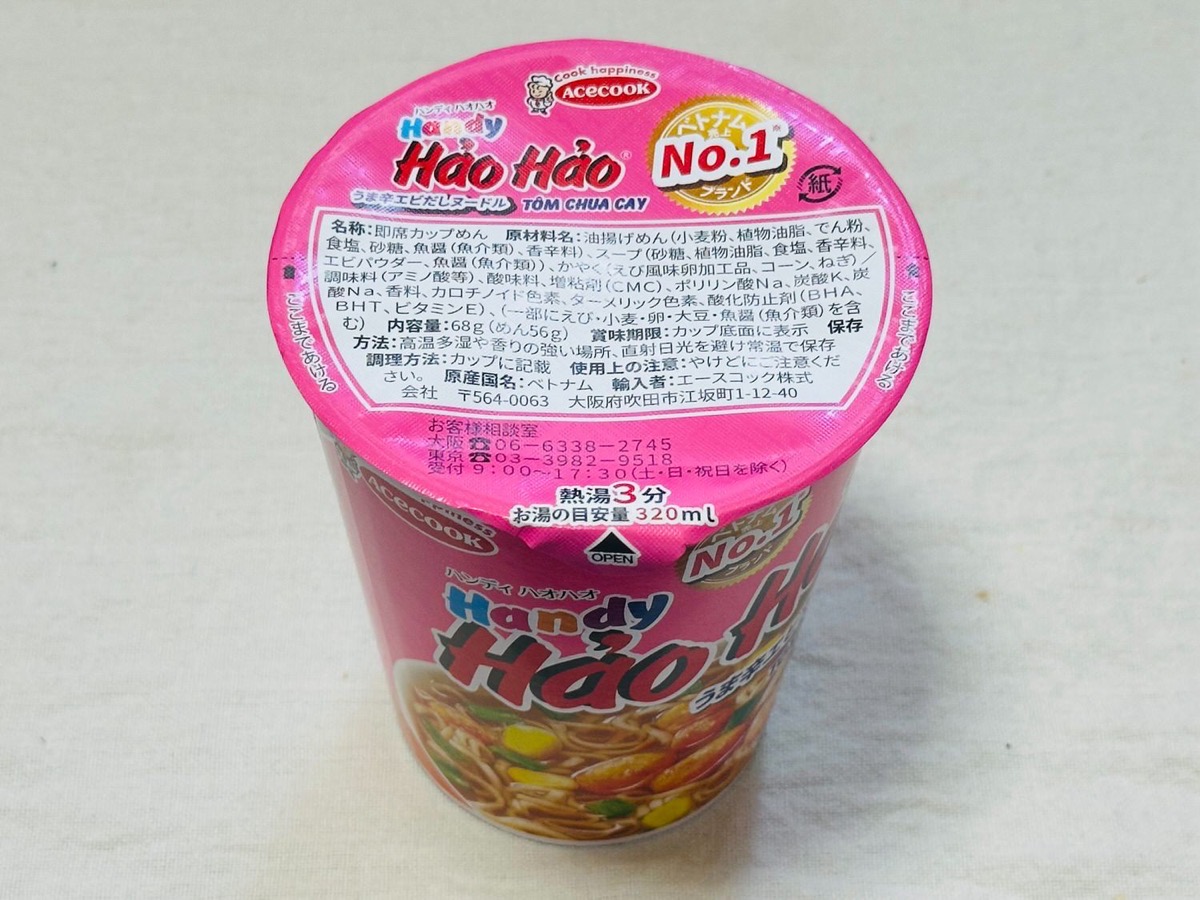 Cook happiness
Acecook
ハンディ ハオハオ
Handy
Hảo Hảo®
うま辛エビだしヌードル TÔM CHUA CAY
ベトナム
売上
No.1※
ブランド
紙
名称:即席カップめん 原材料名:油揚げめん(小麦粉、植物油脂、でん粉、
食塩、砂糖、魚醤(魚介類)、香辛料)、スープ(砂糖、植物油脂、食塩、香辛料、
エビパウダー、魚醤(魚介類))、かやく(えび風味卵加工品、コーン、ねぎ)/
調味料(アミノ酸等)、酸味料、増粘剤(CMC)、ポリリン酸Na、炭酸K、炭
酸Na、香料、カロチノイド色素、ターメリック色素、酸化防止剤(BHA、
BHT、ビタミンE)、(一部にえび・小麦・卵・大豆・魚醤(魚介類)を含
む) 内容量:68g(めん56g) 賞味期限:カップ底面に表示 保存
方法:高温多湿や香りの強い場所、直射日光を避け常温で保存
調理方法:カップに記載 使用上の注意:やけどにご注意くだ
さい。 原産国名:ベトナム 輸入者:エースコック株式
会社 〒564-0063 大阪府吹田市江坂町1-12-40
ここまであける
ここまであける
お客様相談室
大阪☎06-6338-2745
東京☎03-3982-9518
受付 9:00~17:30(土・日・祝日を除く)
熱湯3分
お湯の目安量 320ml
OPEN
Acecook
No.1
ブランド
ハンディ ハオハオ
Handy
Hảo
うま辛